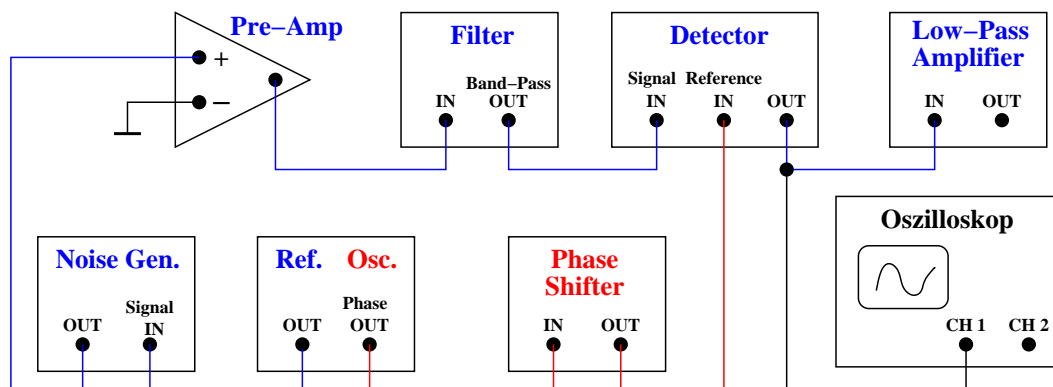 Pre–Amp
+
–
Filter
Band–Pass
IN
OUT
Detector
Signal
Reference
IN
IN
OUT
Low–Pass
Amplifier
IN
OUT
Noise Gen.
Signal
OUT
IN
Ref.
Osc.
Phase
OUT
OUT
Phase
Shifter
IN
OUT
Oszilloskop
CH 1
CH 2